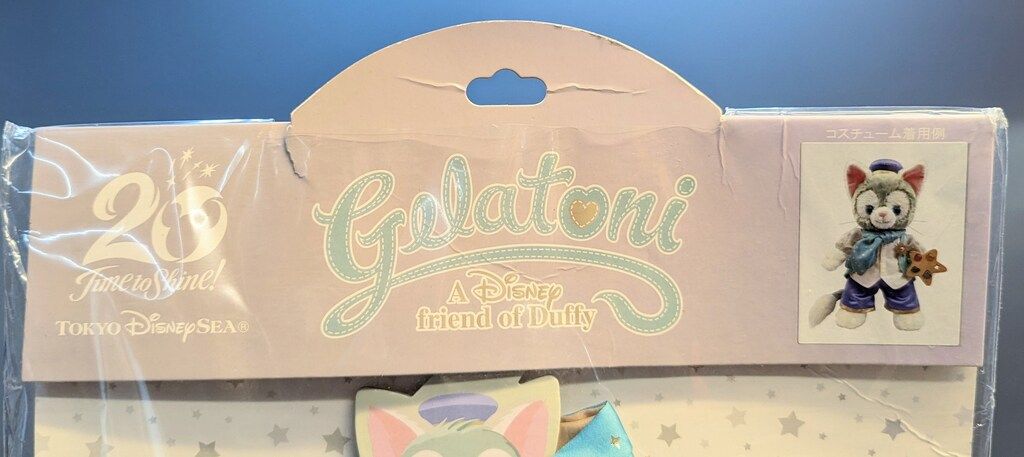 20
Time to Shine!
TOKYO DISNEYSEA®
Gelatoni
A DISNEY
friend of Duffy
コスチューム着用例